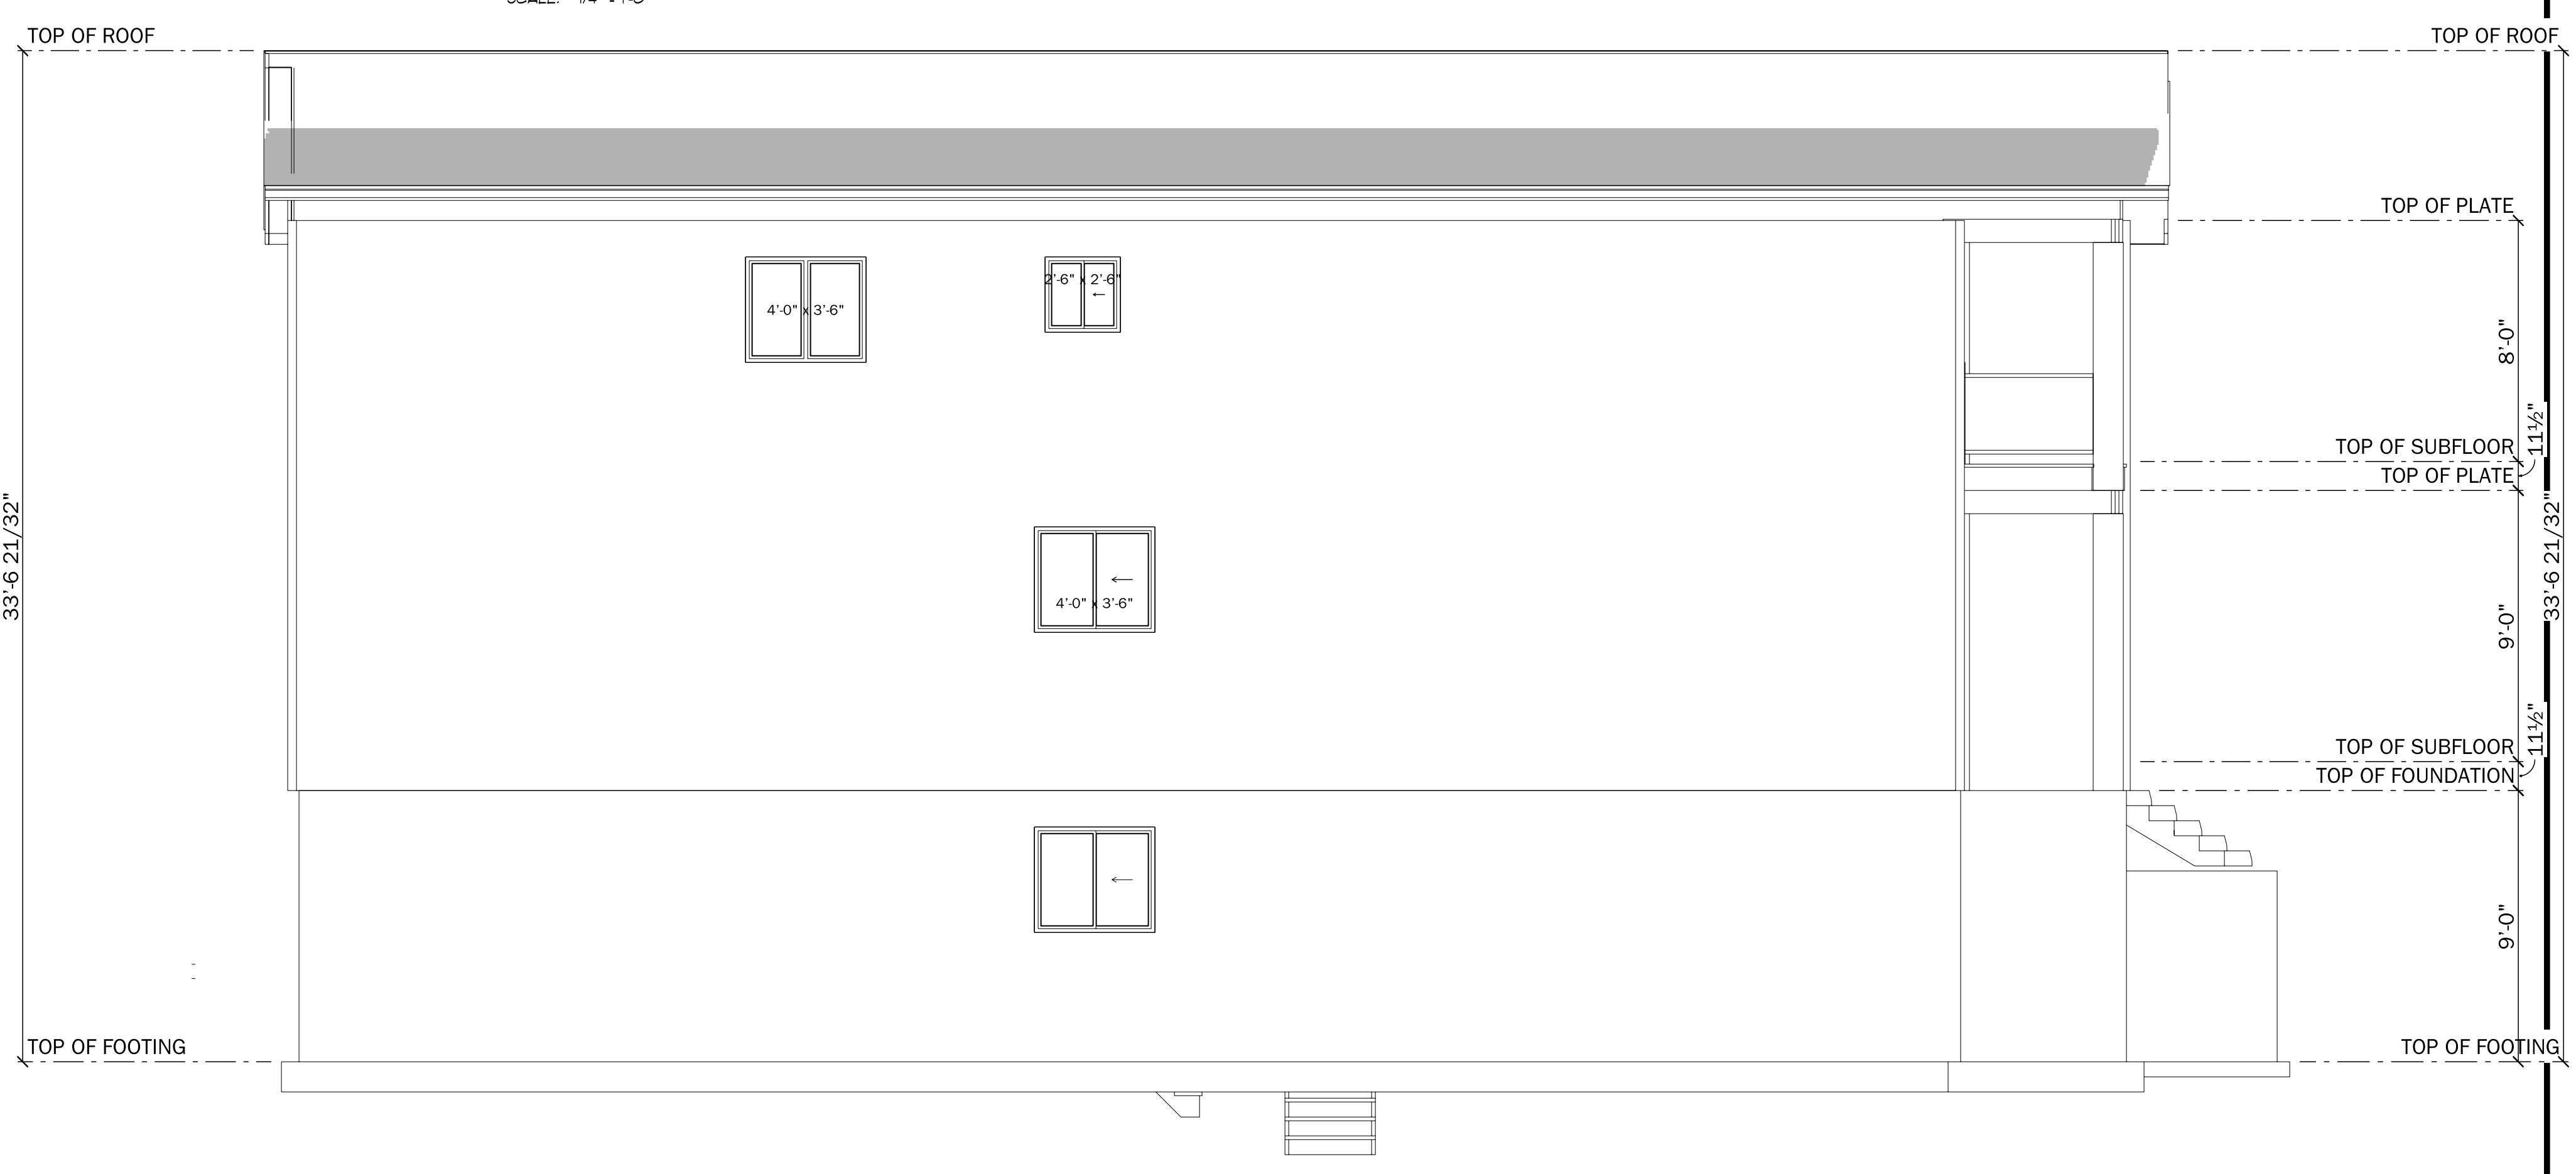 TOP OF ROOF
TOP OF ROOF
TOP OF PLATE
2'-6" x 2'-6"
4'-0" x 3'-6"
8'-0"
11½"
TOP OF SUBFLOOR
TOP OF PLATE
33'-6 21/32"
33'-6 21/32"
4'-0" x 3'-6"
9'-0"
11½"
TOP OF SUBFLOOR
TOP OF FOUNDATION
9'-0"
TOP OF FOOTING
TOP OF FOOTING